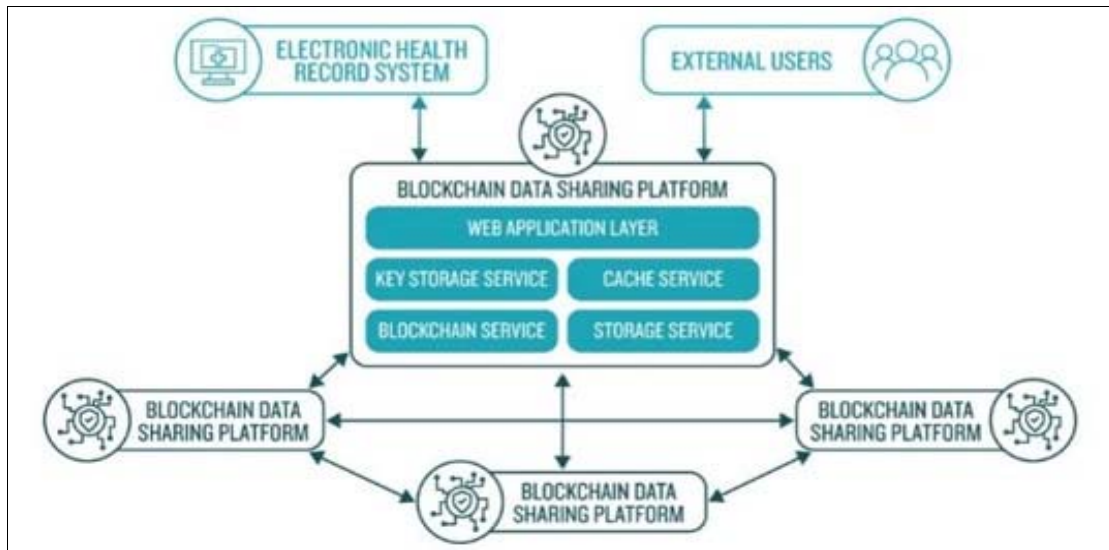 ELECTRONIC HEALTH
RECORD SYSTEM
EXTERNAL USERS
BLOCKCHAIN DATA SHARING PLATFORM
WEB APPLICATION LAYER
KEY STORAGE SERVICE
CACHE SERVICE
BLOCKCHAIN SERVICE
STORAGE SERVICE
BLOCKCHAIN DATA
SHARING PLATFORM
BLOCKCHAIN DATA
SHARING PLATFORM
BLOCKCHAIN DATA
SHARING PLATFORM